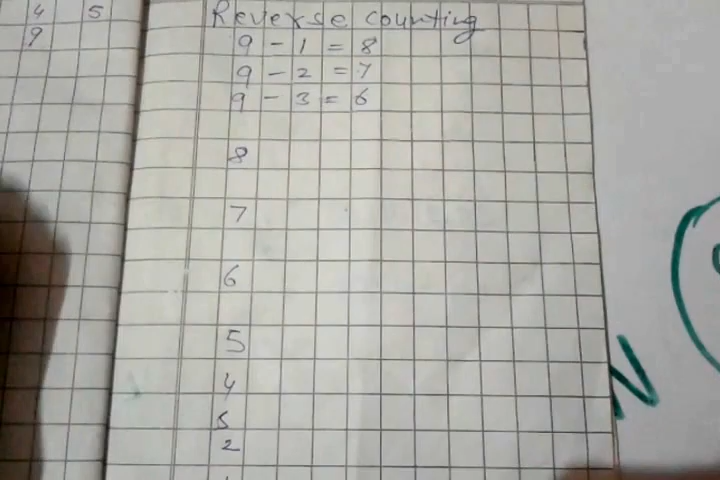 4 5
9
Reverse counting
9 - 1 = 8
9 - 2 = 7
9 - 3 = 6
8
7
6
5
4
2
N